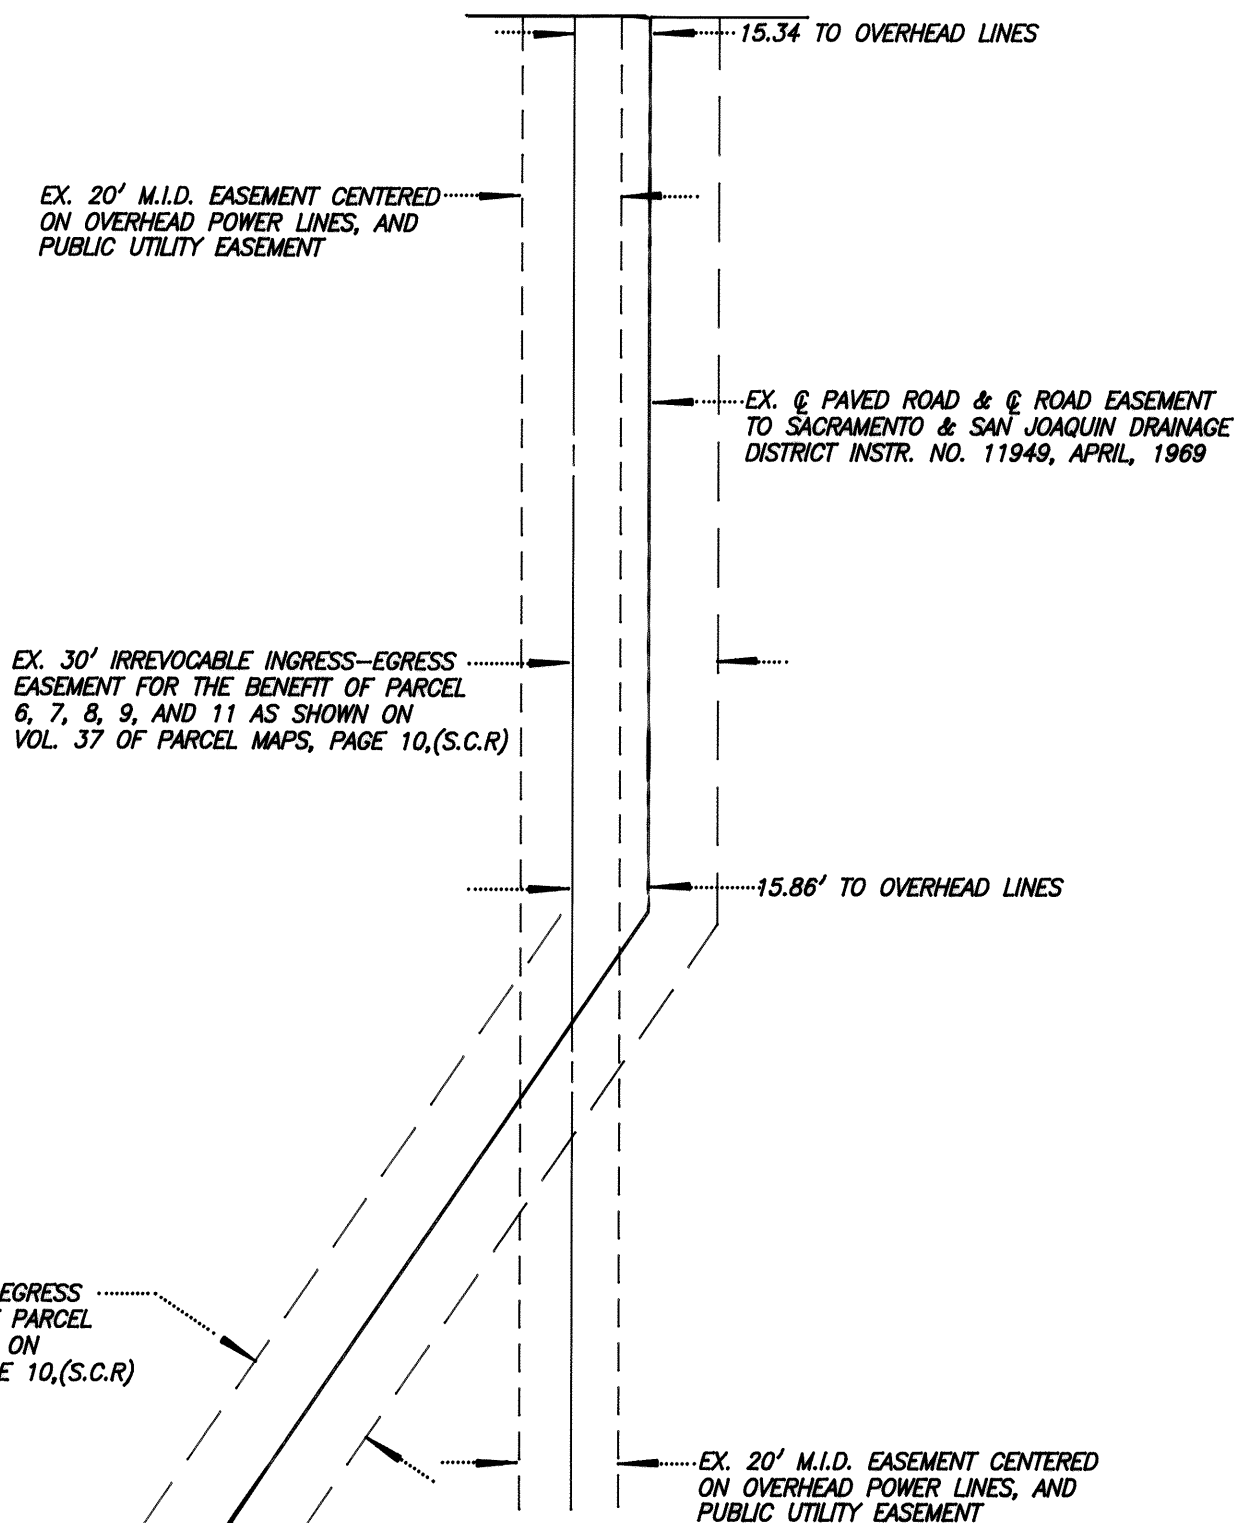 15.34 TO OVERHEAD LINES
EX. 20' M.I.D. EASEMENT CENTERED
ON OVERHEAD POWER LINES, AND
PUBLIC UTILITY EASEMENT
EX. ℄ PAVED ROAD & ℄ ROAD EASEMENT
TO SACRAMENTO & SAN JOAQUIN DRAINAGE
DISTRICT INSTR. NO. 11949, APRIL, 1969
EX. 30' IRREVOCABLE INGRESS–EGRESS
EASEMENT FOR THE BENEFIT OF PARCEL
6, 7, 8, 9, AND 11 AS SHOWN ON
VOL. 37 OF PARCEL MAPS, PAGE 10,(S.C.R)
15.86' TO OVERHEAD LINES
EGRESS
PARCEL
ON
10,(S.C.R)
EX. 20' M.I.D. EASEMENT CENTERED
ON OVERHEAD POWER LINES, AND
PUBLIC UTILITY EASEMENT